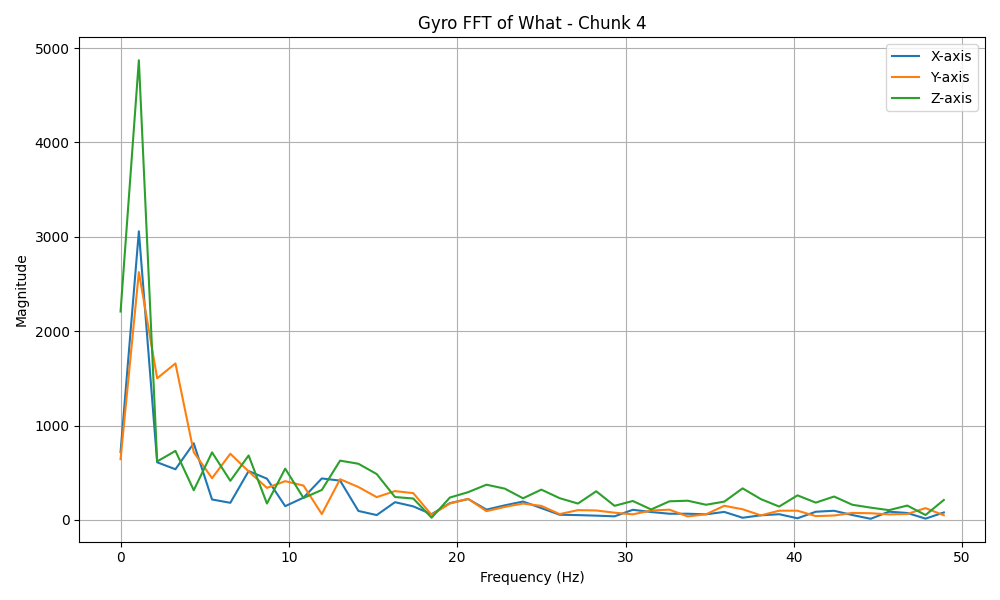 Gyro FFT of What - Chunk 4
X-axis
Y-axis
Z-axis
5000
4000
3000
2000
1000
0
Magnitude
0 10 20 30 40 50
Frequency (Hz)